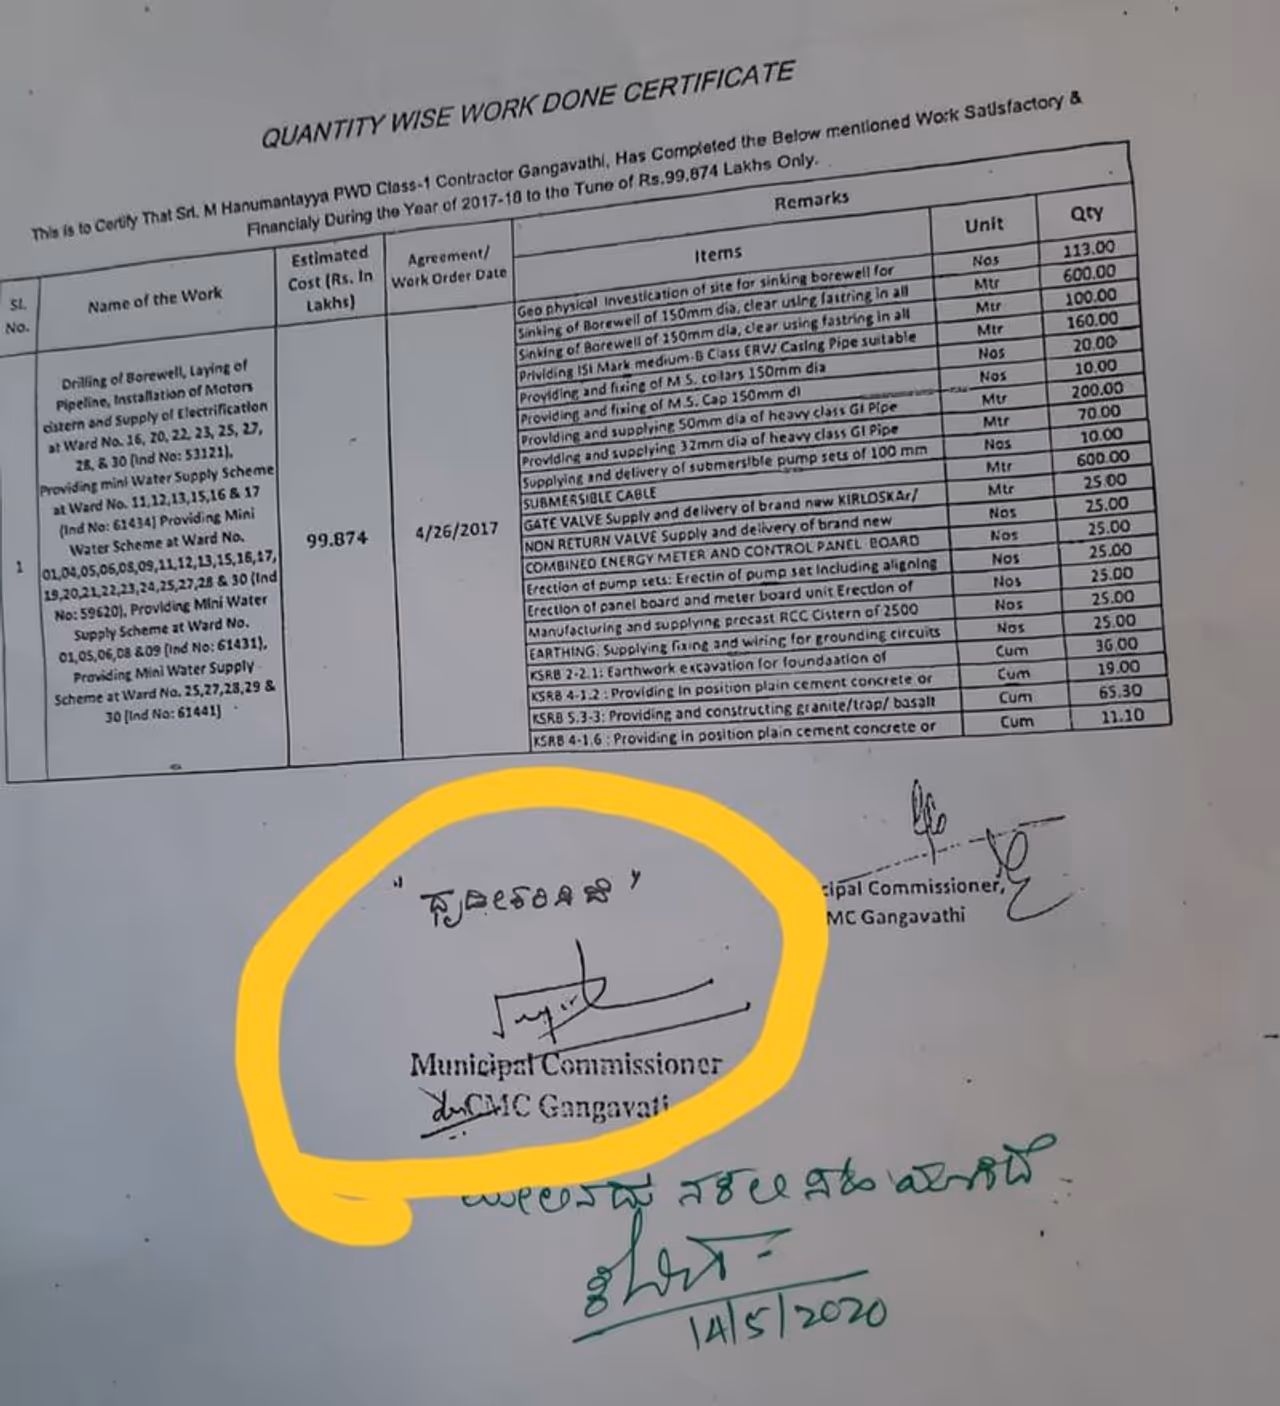 QUANTITY WISE WORK DONE CERTIFICATE
This is to Certify That Sri. M Hanumantayya PWD Class-1 Contractor Gangavathi, Has Completed the Below mentioned Work Satisfactory &
Financialy During the Year of 2017-18 to the Tune of Rs.99.874 Lakhs Only.
Sl. No.
Name of the Work
Estimated Cost (Rs. In Lakhs)
Agreement/ Work Order Date
Remarks
Items
Unit
Qty
1
Drilling of Borewell, Laying of
Pipeline, Installation of Motors
cistern and Supply of Electrification
at Ward No. 16, 20, 22, 23, 25, 27,
28, & 30 (Ind No: 53121),
Providing mini Water Supply Scheme
at Ward No. 11,12,13,15,16 & 17
(Ind No: 61434) Providing Mini
Water Scheme at Ward No.
01,04,05,06,08,09,11,12,13,15,16,17,
19,20,21,22,23,24,25,27,28 & 30 (Ind
No: 59620), Providing Mini Water
Supply Scheme at Ward No.
01,05,06,08 &09 (Ind No: 61431),
Providing Mini Water Supply
Scheme at Ward No. 25,27,28,29 &
30 (Ind No: 61441)
99.874
4/26/2017
Geo physical Investication of site for sinking borewell for Nos 113.00
Sinking of Borewell of 150mm dia, clear using fastring in all Mtr 600.00
Sinking of Borewell of 150mm dia, clear using fastring in all Mtr 100.00
Prividing ISI Mark medium-B Class ERW Casing Pipe suitable Mtr 160.00
Providing and fixing of M.S. collars 150mm dia Nos 20.00
Providing and fixing of M.S. Cap 150mm di Nos 10.00
Providing and supplying 50mm dia of heavy class GI Pipe Mtr 200.00
Providing and supplying 32mm dia of heavy class GI Pipe Mtr 70.00
Supplying and delivery of submersible pump sets of 100 mm Nos 10.00
SUBMERSIBLE CABLE Mtr 600.00
GATE VALVE Supply and delivery of brand new KIRLOSKAr/ Mtr 25.00
NON RETURN VALVE Supply and delivery of brand new Nos 25.00
COMBINED ENERGY METER AND CONTROL PANEL BOARD Nos 25.00
Erection of pump sets: Erectin of pump set including aligning Nos 25.00
Erection of panel board and meter board unit Erection of Nos 25.00
Manufacturing and supplying precast RCC Cistern of 2500 Nos 25.00
EARTHING. Supplying fixing and wiring for grounding circuits Nos 25.00
KSRB 2-2.1: Earthwork excavation for foundation of Cum 36.00
KSRB 4-1.2 : Providing in position plain cement concrete or Cum 19.00
KSRB 5.3-3: Providing and constructing granite/trap/ basalt Cum 65.30
KSRB 4-1.6 : Providing in position plain cement concrete or Cum 11.10
cipal Commissioner,
MC Gangavathi
"ದೃಢೀಕರಿಸಿದೆ"
Municipal Commissioner
CMC Gangavati
ಮೇಲಿನದ್ದು ನಕಲಿ ಸಹಿ ಯಾಗಿದೆ
14/5/2020